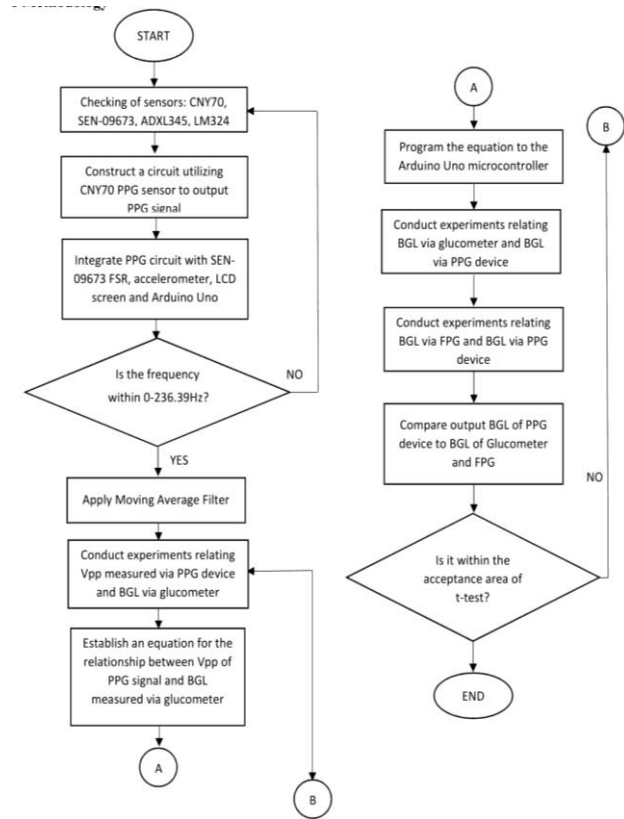 START
Checking of sensors: CNY70,
SEN-09673, ADXL345, LM324
Construct a circuit utilizing
CNY70 PPG sensor to output
PPG signal
Integrate PPG circuit with SEN-
09673 FSR, accelerometer, LCD
screen and Arduino Uno
Is the frequency
within 0-236.39Hz?
NO
YES
Apply Moving Average Filter
Conduct experiments relating
Vpp measured via PPG device
and BGL via glucometer
Establish an equation for the
relationship between Vpp of
PPG signal and BGL
measured via glucometer
A
B
A
B
Program the equation to the
Arduino Uno microcontroller
Conduct experiments relating
BGL via glucometer and BGL
via PPG device
Conduct experiments relating
BGL via FPG and BGL via PPG
device
Compare output BGL of PPG
device to BGL of Glucometer
and FPG
NO
Is it within the
acceptance area of
t-test?
END